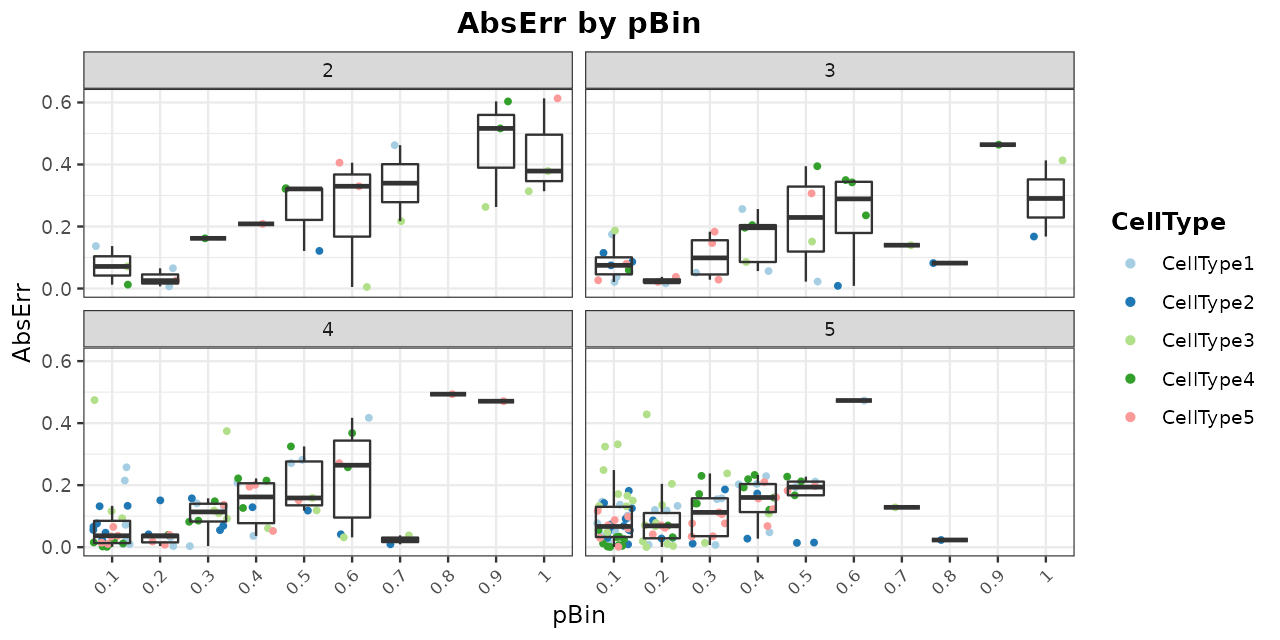 AbsErr by pBin
2
3
0.6
0.4
0.2
0.0
4
5
0.6
0.4
0.2
0.0
AbsErr
0.1 0.2 0.3 0.4 0.5 0.6 0.7 0.8 0.9 1
0.1 0.2 0.3 0.4 0.5 0.6 0.7 0.8 0.9 1
pBin
CellType
CellType1
CellType2
CellType3
CellType4
CellType5